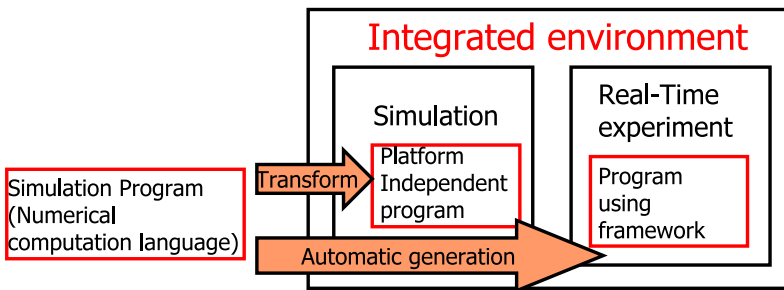 Integrated environment
Simulation
Real-Time
experiment
Simulation Program
(Numerical
computation language)
Transform
Platform
Independent
program
Program
using
framework
Automatic generation